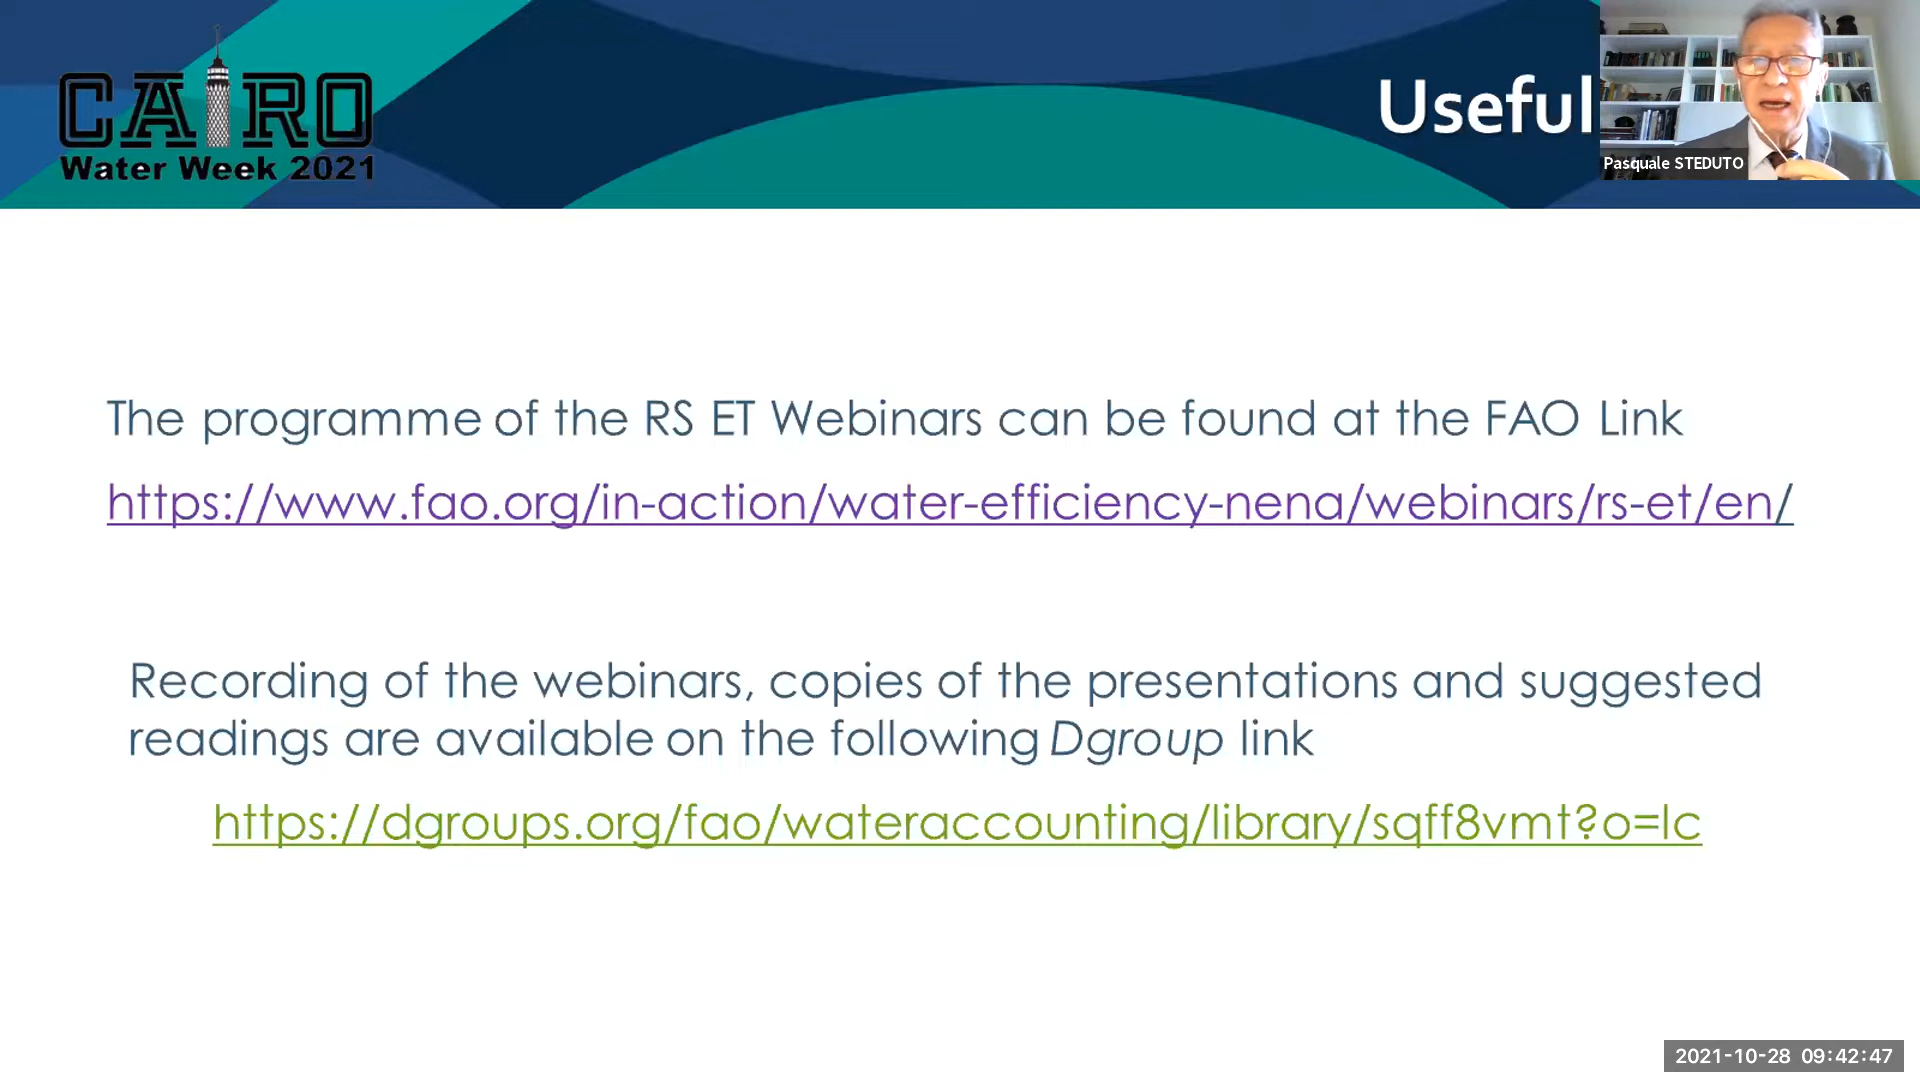 CAIRO
Water Week 2021
Useful
Pasquale STEDUTO
The programme of the RS ET Webinars can be found at the FAO Link
https://www.fao.org/in-action/water-efficiency-nena/webinars/rs-et/en/
Recording of the webinars, copies of the presentations and suggested
readings are available on the following Dgroup link
https://dgroups.org/fao/wateraccounting/library/sqff8vmt?o=lc
2021-10-28 09:42:47